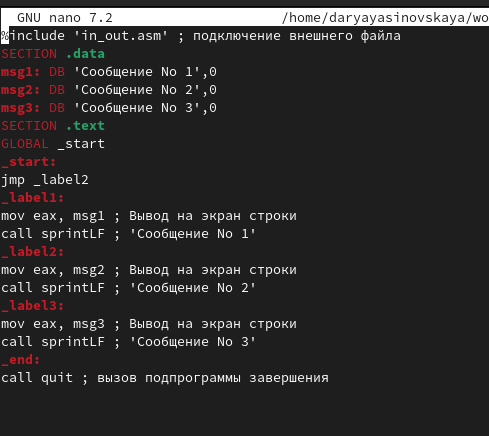 GNU nano 7.2 /home/daryayasinovskaya/wo
%include 'in_out.asm' ; подключение внешнего файла
SECTION .data
msg1: DB 'Сообщение No 1',0
msg2: DB 'Сообщение No 2',0
msg3: DB 'Сообщение No 3',0
SECTION .text
GLOBAL _start
_start:
jmp _label2
_label1:
mov eax, msg1 ; Вывод на экран строки
call sprintLF ; 'Сообщение No 1'
_label2:
mov eax, msg2 ; Вывод на экран строки
call sprintLF ; 'Сообщение No 2'
_label3:
mov eax, msg3 ; Вывод на экран строки
call sprintLF ; 'Сообщение No 3'
_end:
call quit ; вызов подпрограммы завершения